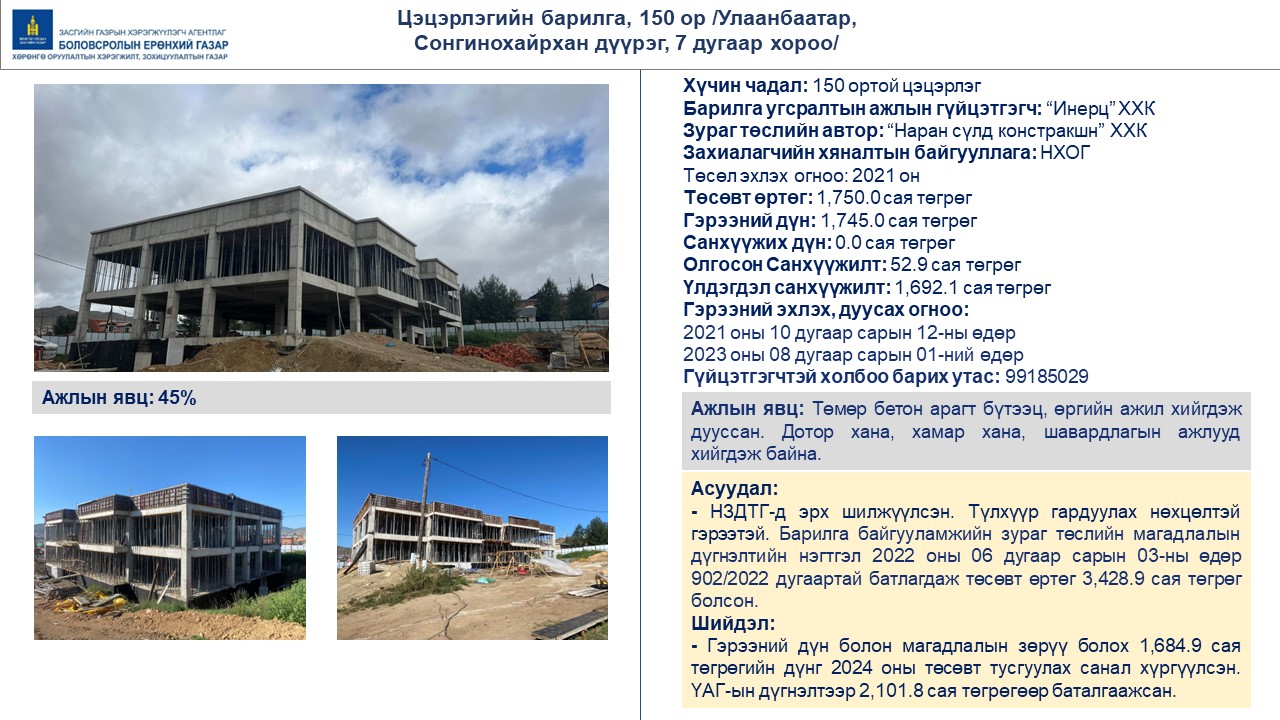 Цэцэрлэгийн барилга, 150 ор /Улаанбаатар,
Сонгинохайрхан дүүрэг, 7 дугаар хороо/
ЗАСГИЙН ГАЗРЫН ХЭРЭГЖҮҮЛЭГЧ АГЕНТЛАГ
БОЛОВСРОЛЫН ЕРӨНХИЙ ГАЗАР
ХӨРӨНГӨ ОРУУЛАЛТЫН ХЭРЭГЖИЛТ, ЗОХИЦУУЛАЛТЫН ГАЗАР
Ажлын явц: 45%
Хүчин чадал: 150 ортой цэцэрлэг
Барилга угсралтын ажлын гүйцэтгэгч: “Инерц” ХХК
Зураг төслийн автор: “Наран сүлд констракшн” ХХК
Захиалагчийн хяналтын байгууллага: НХОГ
Төсөл эхлэх огноо: 2021 он
Төсөвт өртөг: 1,750.0 сая төгрөг
Гэрээний дүн: 1,745.0 сая төгрөг
Санхүүжих дүн: 0.0 сая төгрөг
Олгосон Санхүүжилт: 52.9 сая төгрөг
Үлдэгдэл санхүүжилт: 1,692.1 сая төгрөг
Гэрээний эхлэх, дуусах огноо:
2021 оны 10 дугаар сарын 12-ны өдөр
2023 оны 08 дугаар сарын 01-ний өдөр
Гүйцэтгэгчтэй холбоо барих утас: 99185029
Ажлын явц: Төмөр бетон арагт бүтээц, өргийн ажил хийгдэж
дууссан. Дотор хана, хамар хана, шавардлагын ажлууд
хийгдэж байна.
Асуудал:
- НЗДТГ-д эрх шилжүүлсэн. Түлхүүр гардуулах нөхцөлтэй
гэрээтэй. Барилга байгууламжийн зураг төслийн магадлалын
дүгнэлтийн нэгтгэл 2022 оны 06 дугаар сарын 03-ны өдөр
902/2022 дугаартай батлагдаж төсөвт өртөг 3,428.9 сая төгрөг
болсон.
Шийдэл:
- Гэрээний дүн болон магадлалын зөрүү болох 1,684.9 сая
төгрөгийн дүнг 2024 оны төсөвт тусгуулах санал хүргүүлсэн.
ҮАГ-ын дүгнэлтээр 2,101.8 сая төгрөгөөр баталгаажсан.